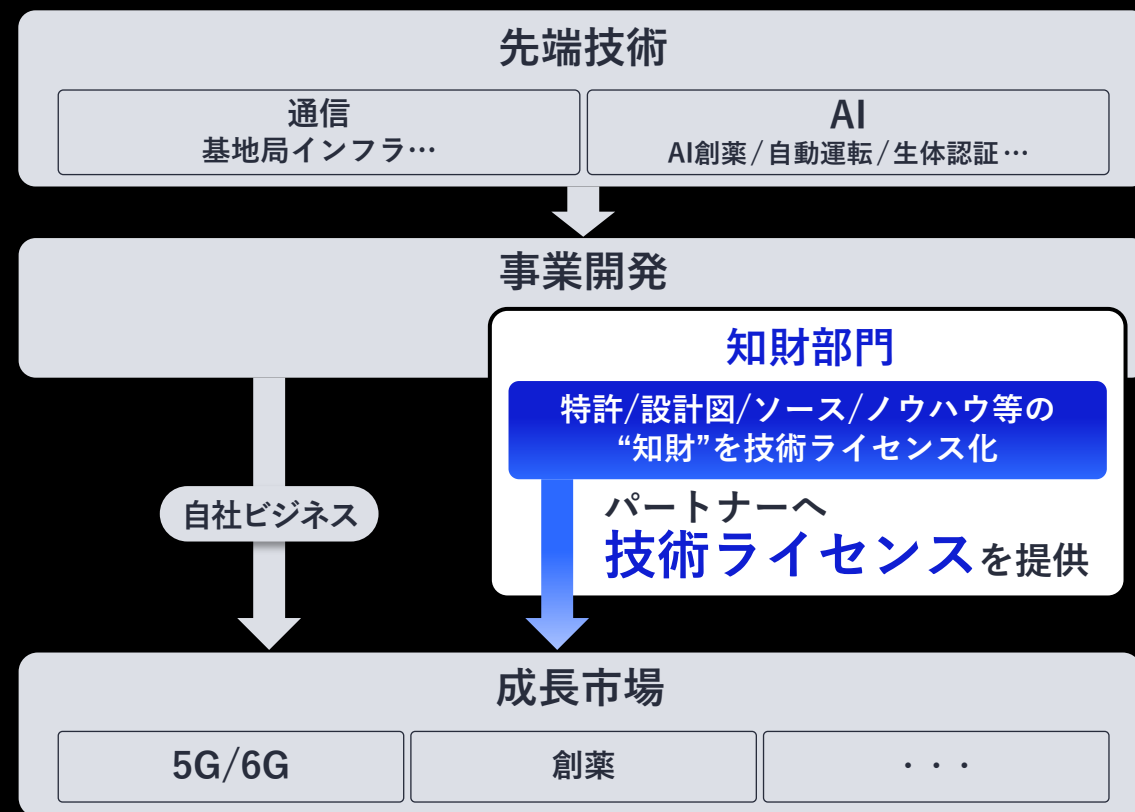 先端技術
通信
基地局インフラ…
AI
AI創薬/自動運転/生体認証…
事業開発
知財部門
特許/設計図/ソース/ノウハウ等の
“知財”を技術ライセンス化
自社ビジネス
パートナーへ
技術ライセンスを提供
成長市場
5G/6G
創薬
・・・